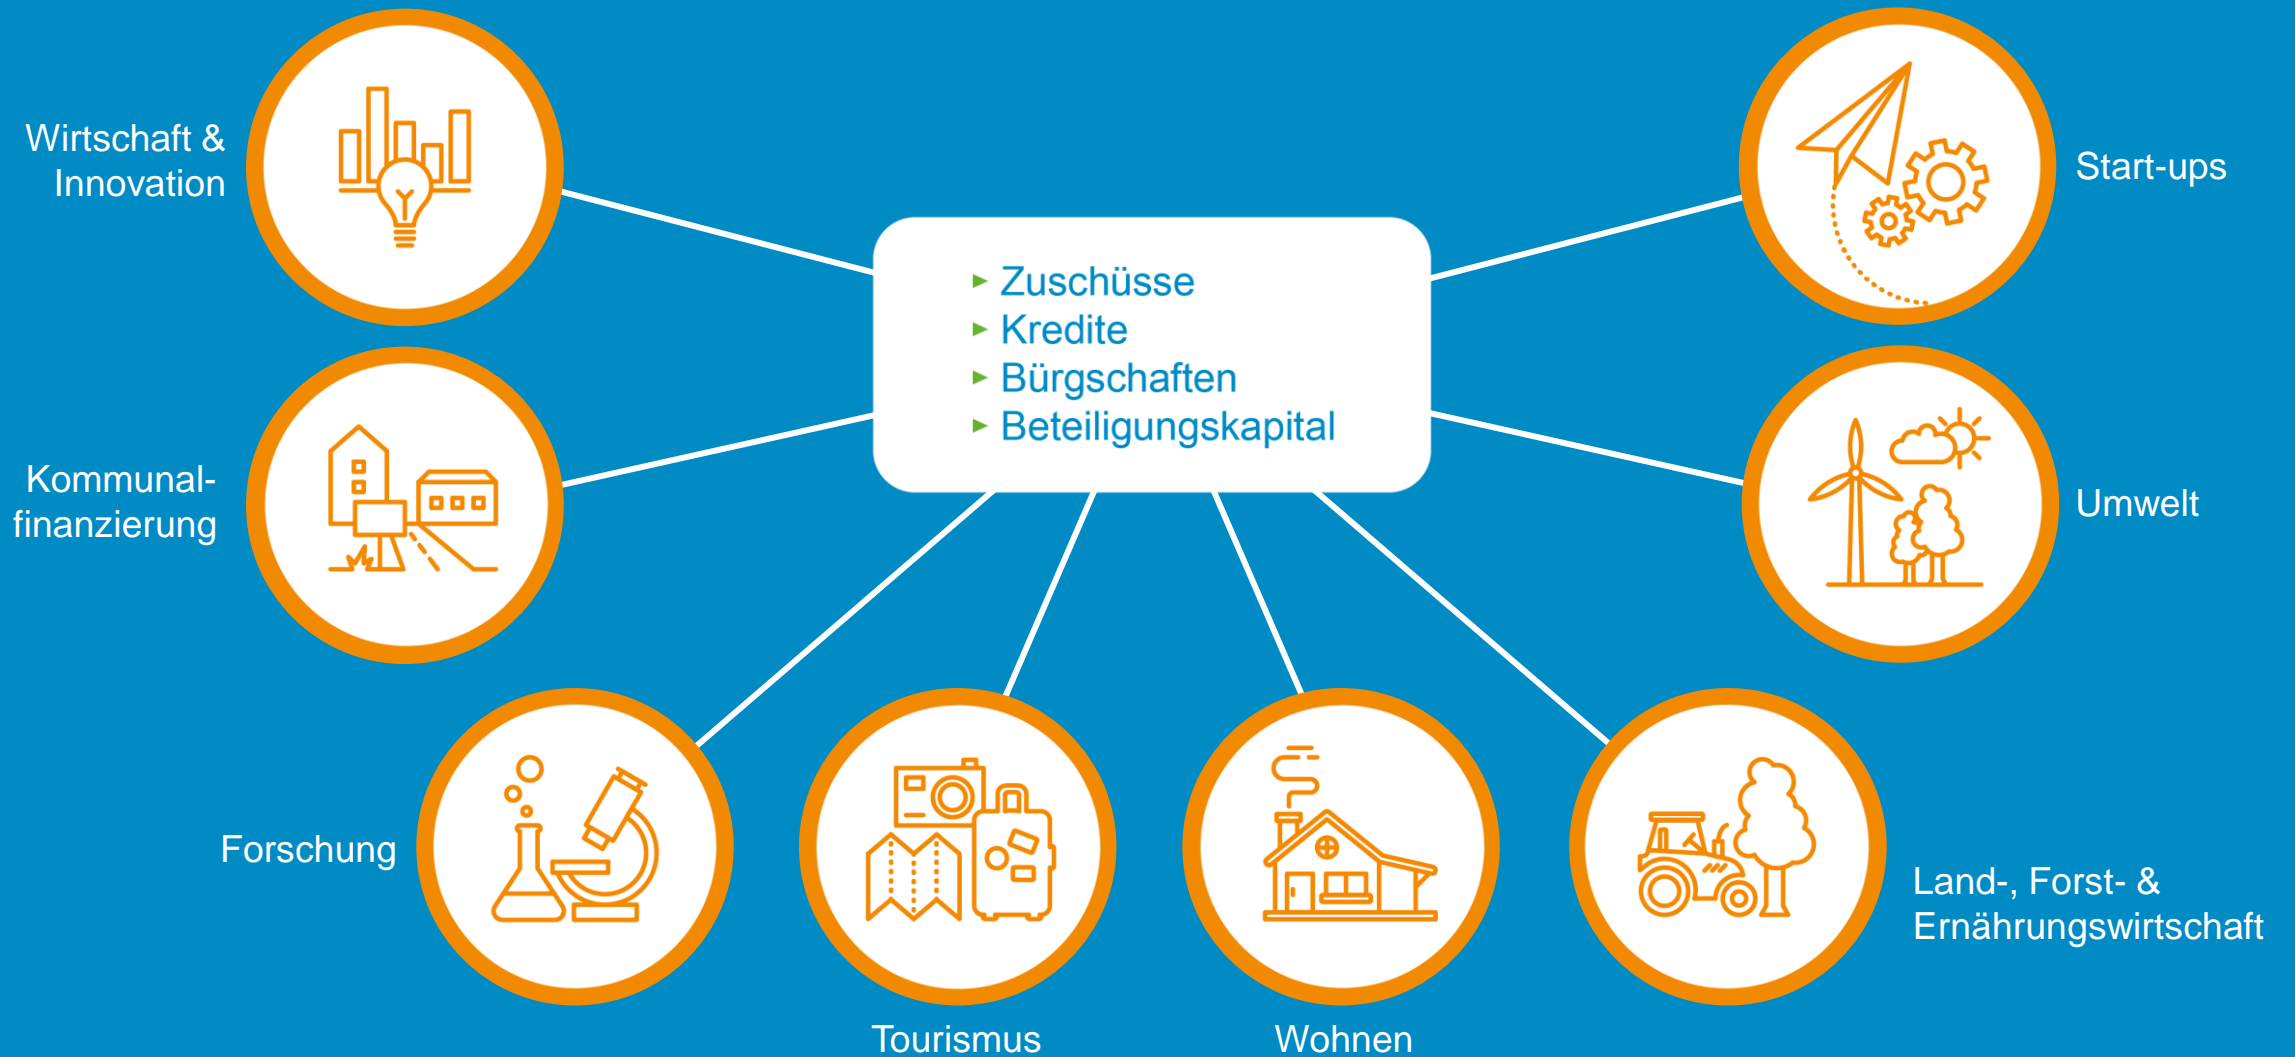 Wirtschaft &
Innovation
Start-ups
► Zuschüsse
► Kredite
► Bürgschaften
► Beteiligungskapital
Kommunal-
finanzierung
Umwelt
Forschung
Land-, Forst- &
Ernährungswirtschaft
Tourismus
Wohnen